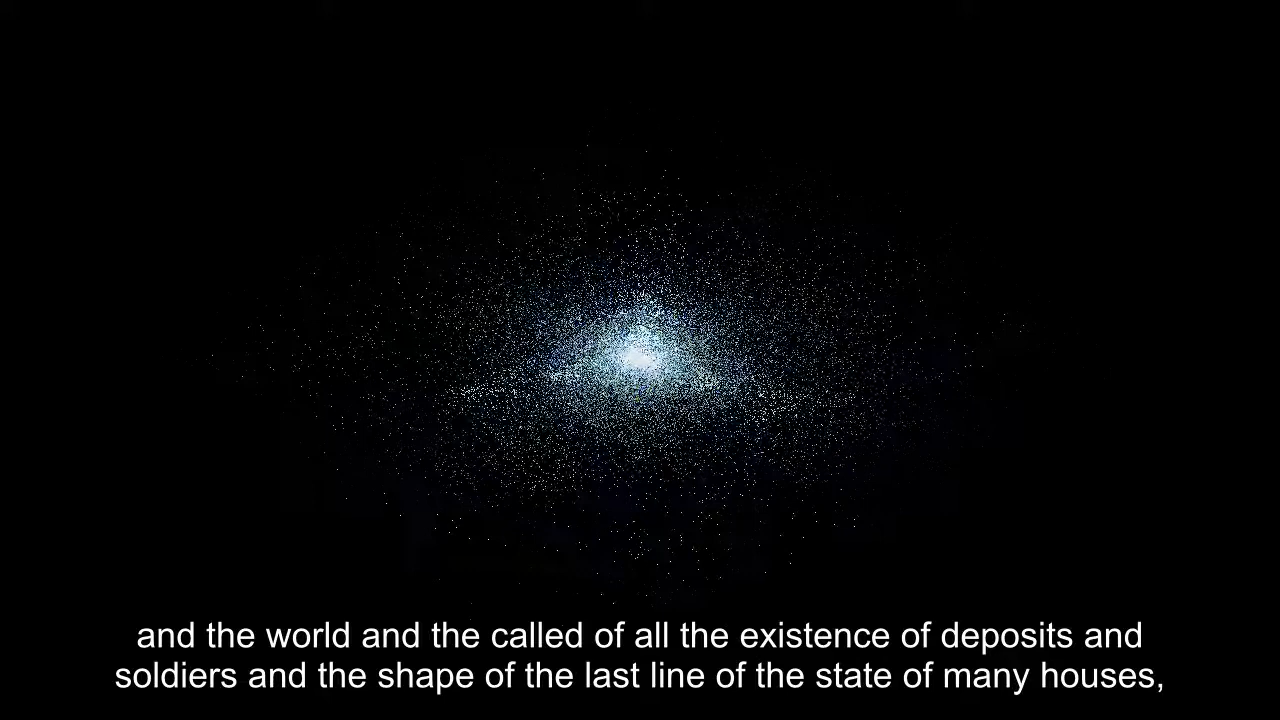 and the world and the called of all the existence of deposits and
soldiers and the shape of the last line of the state of many houses,